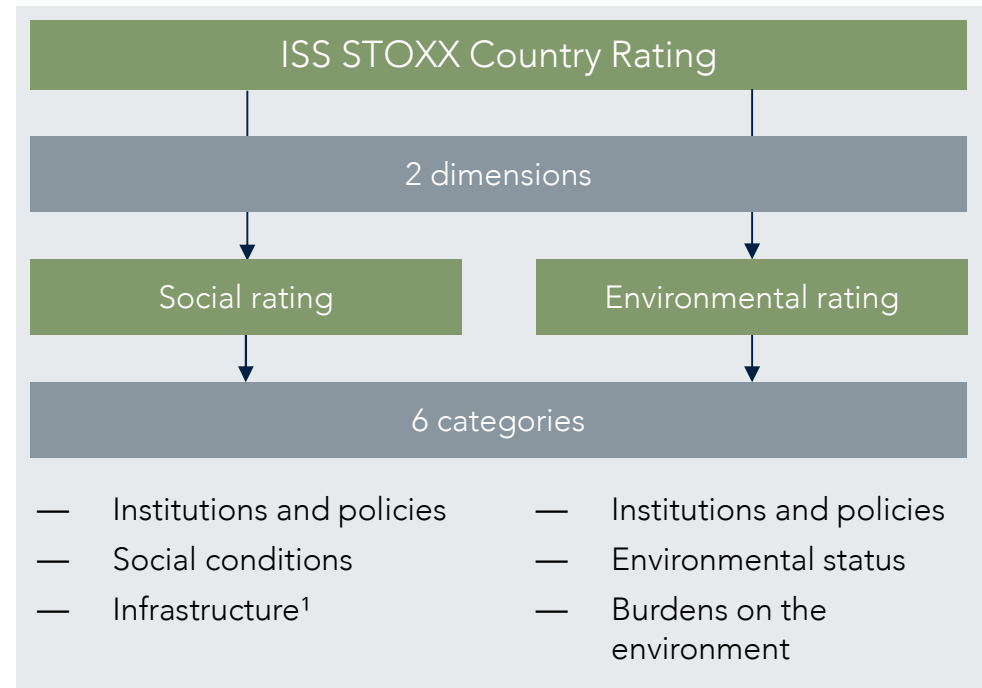 ISS STOXX Country Rating
2 dimensions
Social rating
Environmental rating
6 categories
— Institutions and policies
— Social conditions
— Infrastructure¹
— Institutions and policies
— Environmental status
— Burdens on the
environment